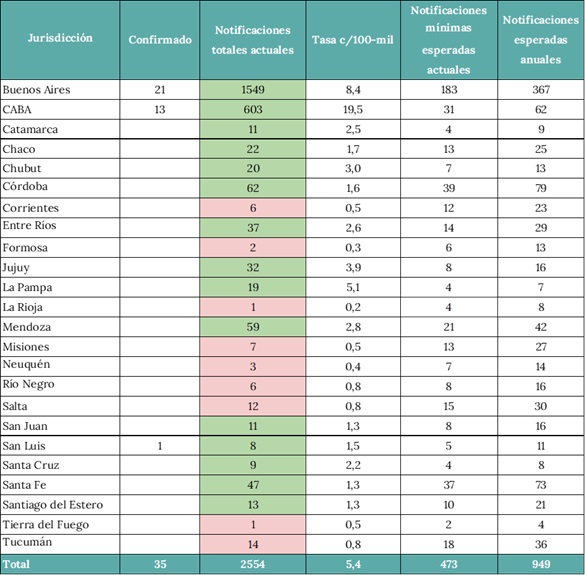 Jurisdicción Confirmado Notificaciones totales actuales Tasa c/100-mil Notificaciones mínimas esperadas actuales Notificaciones esperadas anuales
Buenos Aires 21 1549 8,4 183 367
CABA 13 603 19,5 31 62
Catamarca 11 2,5 4 9
Chaco 22 1,7 13 25
Chubut 20 3,0 7 13
Córdoba 62 1,6 39 79
Corrientes 6 0,5 12 23
Entre Ríos 37 2,6 14 29
Formosa 2 0,3 6 13
Jujuy 32 3,9 8 16
La Pampa 19 5,1 4 7
La Rioja 1 0,2 4 8
Mendoza 59 2,8 21 42
Misiones 7 0,5 13 27
Neuquén 3 0,4 7 14
Río Negro 6 0,8 8 16
Salta 12 0,8 15 30
San Juan 11 1,3 8 16
San Luis 1 8 1,5 5 11
Santa Cruz 9 2,2 4 8
Santa Fe 47 1,3 37 73
Santiago del Estero 13 1,3 10 21
Tierra del Fuego 1 0,5 2 4
Tucumán 14 0,8 18 36
Total 35 2554 5,4 473 949